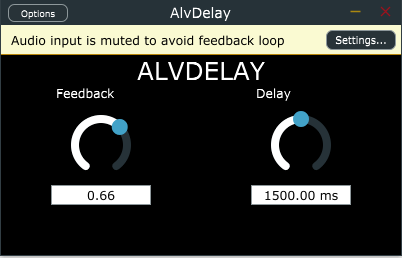 Options
AlvDelay
Audio input is muted to avoid feedback loop
Settings...
ALVDELAY
Feedback
Delay
0.66
1500.00 ms